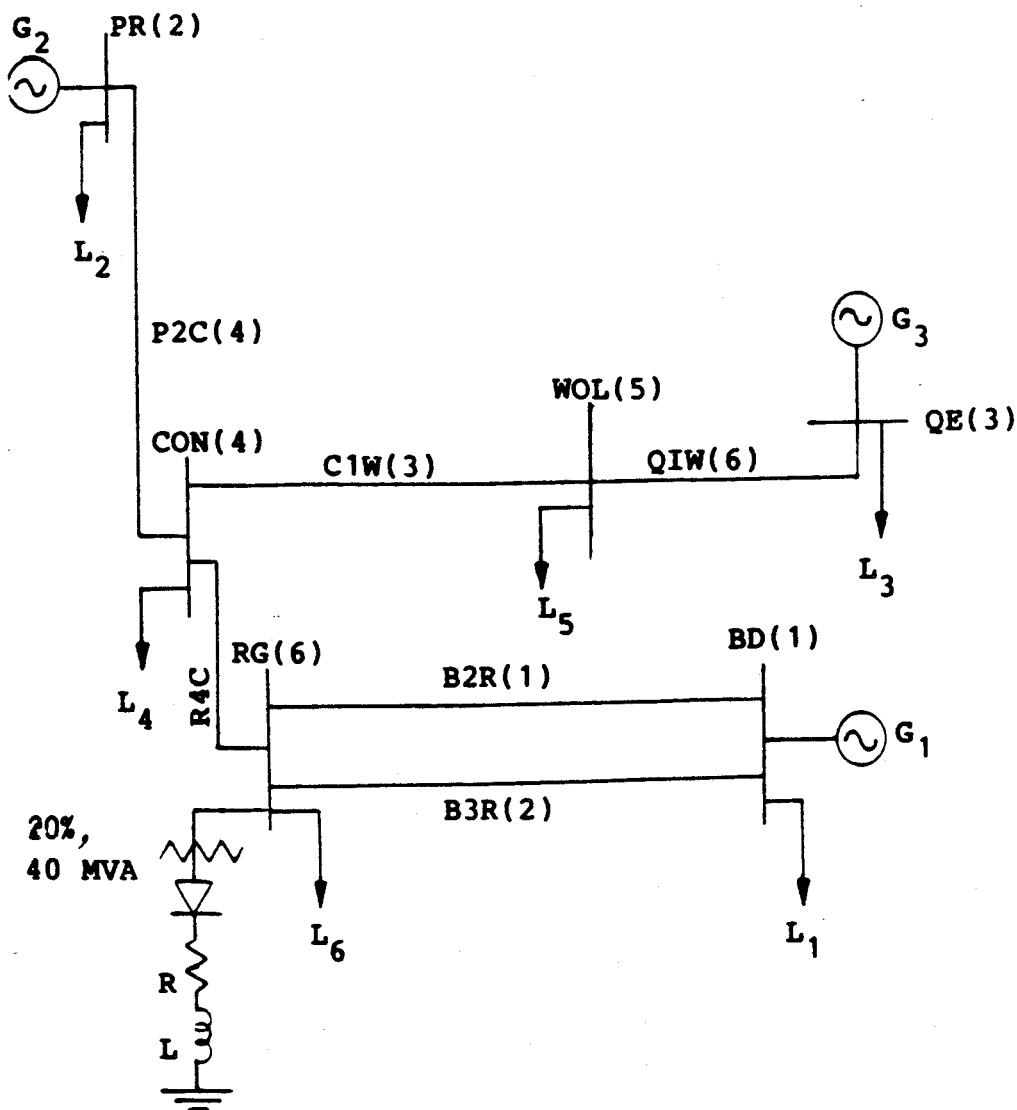 G2
PR(2)
L2
P2C(4)
G3
WOL(5)
QE(3)
CON(4)
C1W(3)
QIW(6)
L3
L5
BD(1)
RG(6)
B2R(1)
L4
R4C
G1
B3R(2)
20%,
40 MVA
L6
L1
R
L